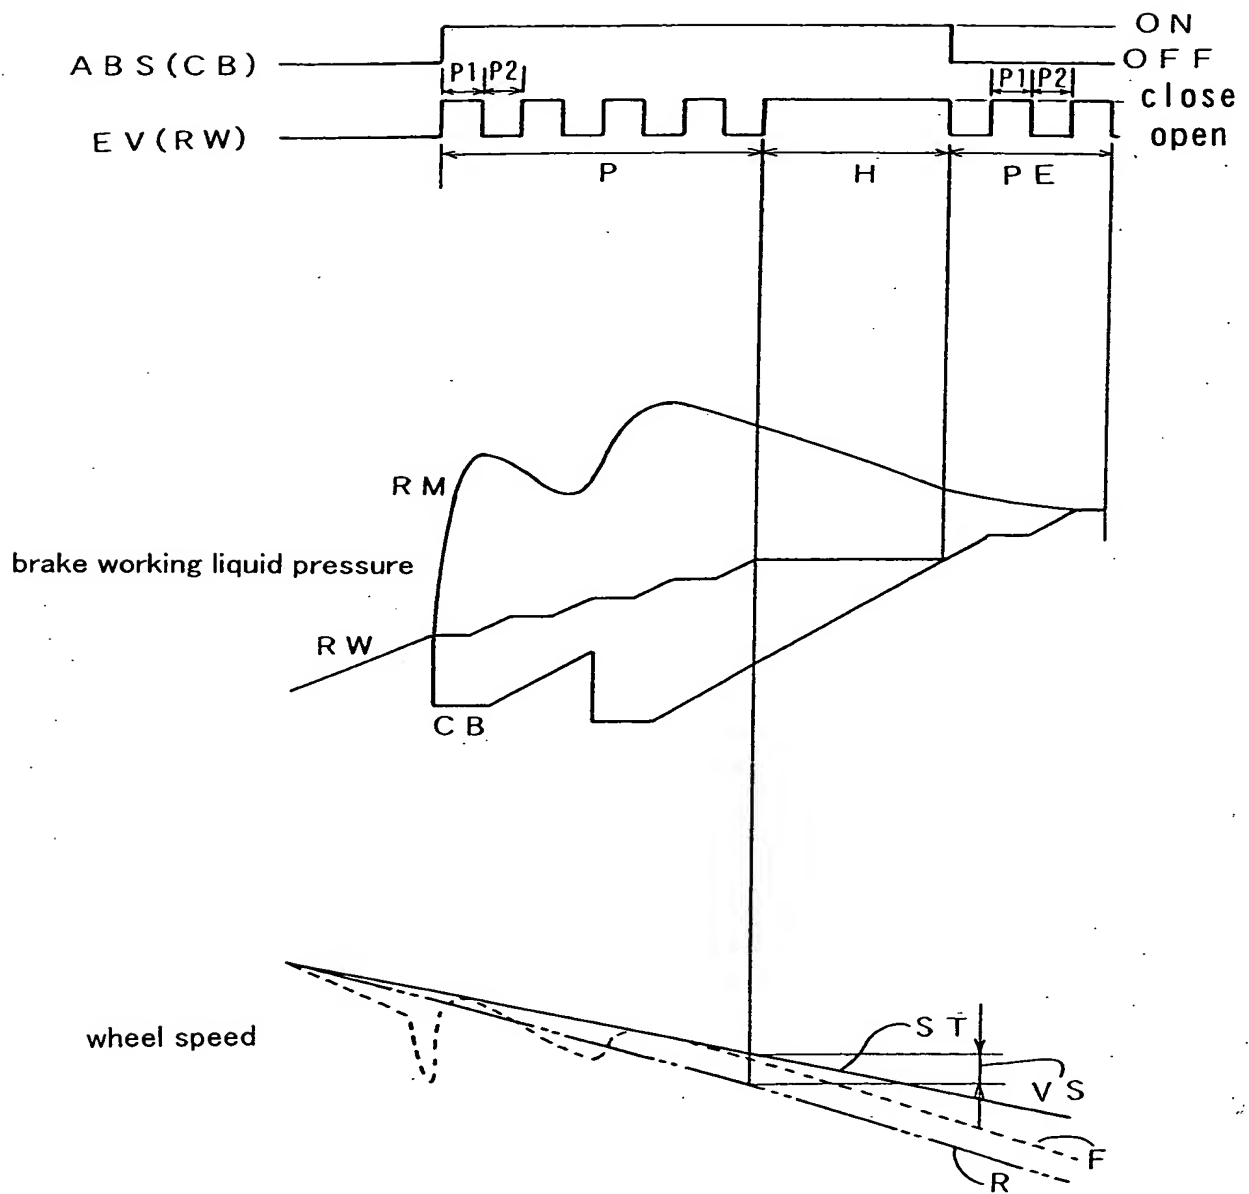 ON
ABS(CB)
OFF
P1 P2
P1 P2
close
EV(RW)
open
P
H
PE
RM
brake working liquid pressure
RW
CB
ST
wheel speed
VS
F
R